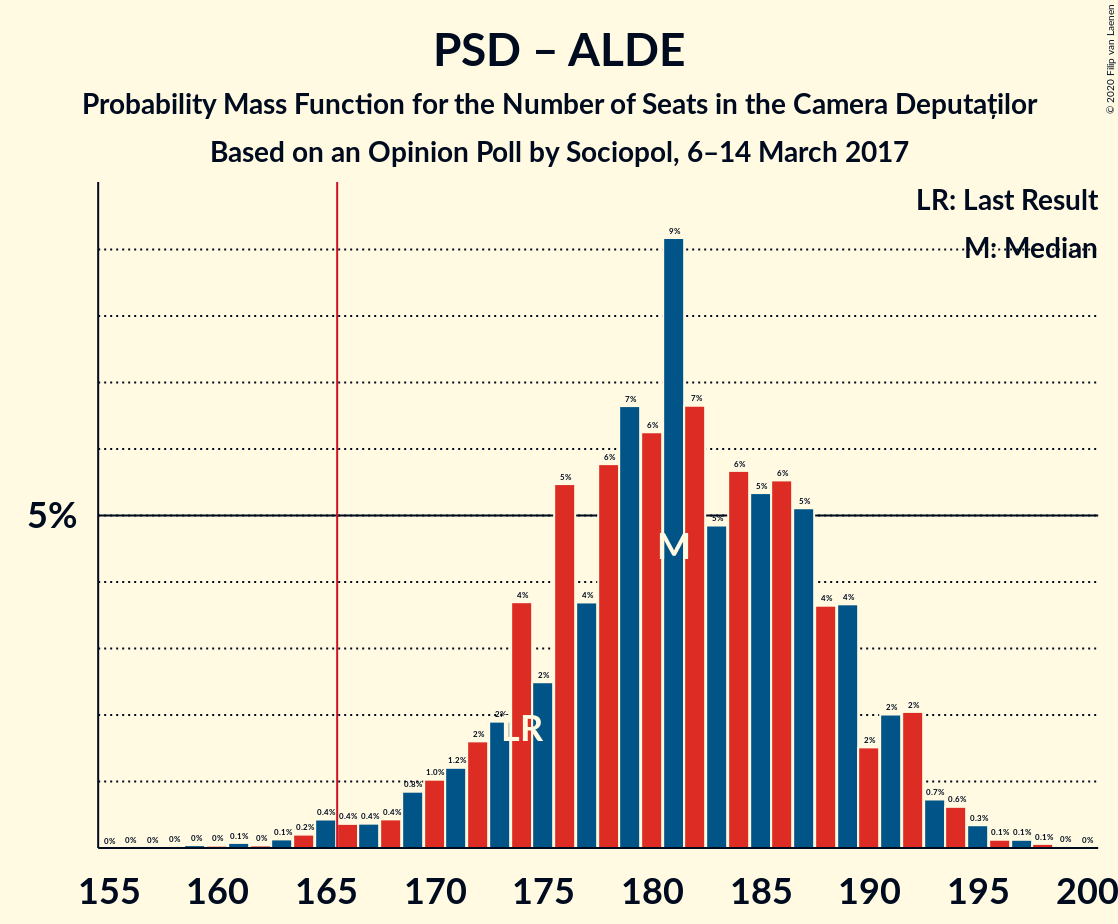 PSD – ALDE
Probability Mass Function for the Number of Seats in the Camera Deputaților
Based on an Opinion Poll by Sociopol, 6–14 March 2017
© 2020 Filip van Laenen
LR: Last Result
M: Median
5%
0% 0% 0% 0% 0% 0% 0.1% 0% 0.1% 0.2% 0.4% 0.4% 0.4% 0.4% 0.8% 1.0% 1.2% 2% 2% 4% 2% 5% 4% 6% 7% 6% 9% 7% 5% 6% 5% 6% 5% 4% 4% 2% 2% 2% 0.7% 0.6% 0.3% 0.1% 0.1% 0.1% 0% 0%
M
LR
155 160 165 170 175 180 185 190 195 200